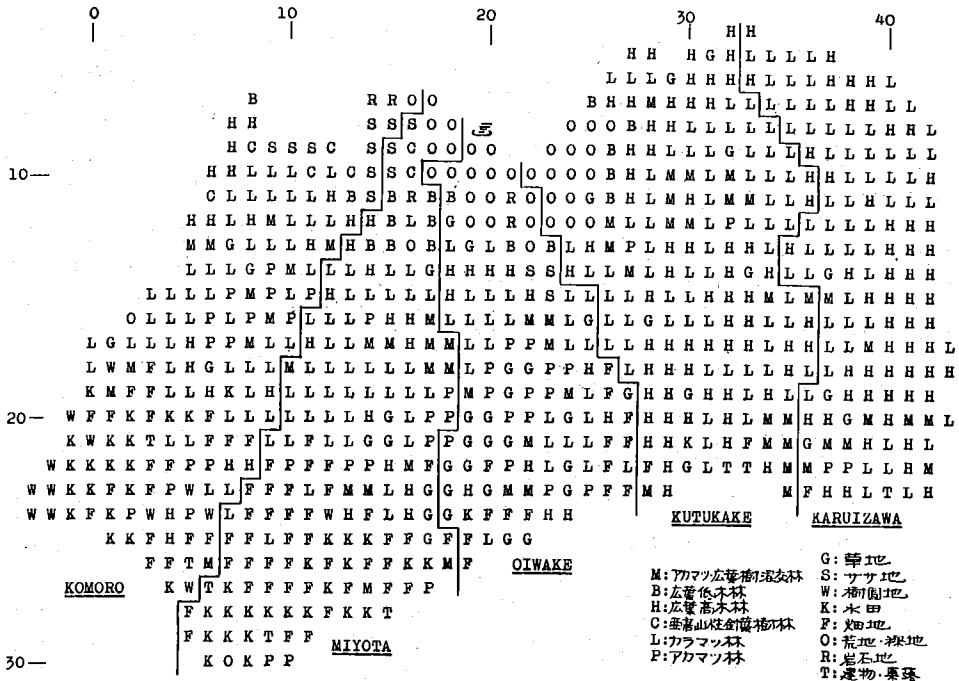 0 10 20 30 40
H H
H H H G H L L L L H
L L L G H H H H L L L H H H L
B R R O O B H H M H H H L L L L L L H H L L
H H S S S O O O O O B H H L L L L L L L L L L H H L
H C S S S C S S C O O O O O O O B H H L L L G L L L H L L L L L L
10 H H L L L C L C S S C O O O O O O O O O O B H L M M L M L L L H H L L L L H
C L L L L L H B S B R B B O O R O O O G B H L M H L M M L L H L L H L L L
H H L H M L L L H H B L B G O O R O O O O M L L M M L P L L L L L L H H H
M M G L L L H M H B B O B L G L B O B L H M P L H H L L H L H L L L L H H
L L L G P M L L L H L L G H H H H S S H L L M L H L L H G H L L G H L H H H
L L L L P M P L P H L L L L L H L L L H S L L L L H L L H H H M L M M L H H H H
O L L L P L P M P L L L P H H M L L L L M M L G L L G L L L H H L L H L L H H H
L G L L L H P P M L L H L L M M H M M L L P P M L L L L H H H H H H L H H L L M H H H L
L W M F L H G L L L M L L L L L L M M L P G G P P H F L H H H L L L L H L L H H H H H H
K M F F L L H K L H L L L L L L L L P M P G P P M L F G H H G H H L H L L G H H H H H
20 W F F K F K K F L L L L L L L H G L P P G G P P L G L H F H H H L H L M M H H G M H M M L
K W K K T L L F F F L L F L L G G L P P G G G M L L L F F H H K L H F M M G M M H L H L
W K K K K F F P P H H F P F F P P H M F G G F P H L G L F L F H G L T T H M M P P L L H M
W W K K F K F P W L L F F F L F M M L H G G H G M M P G P F F M H M F H H L T L H
W W K F K P W H P W L F F F F F W H F L H G G K F F F H H KUTUKAKE KARUIZAWA
K K F H F F F F L F F K K K F F G F F L G G
F F T M F F F F K F F K F K K M F OIWAKE
KOMORO K W T K F F F F K F M F F P
F K K K K K K F K K T
F K K K T F F MIYOTA
30 K O K P P
M: アカマツ・広葉樹混交林
B: 広葉低木林
H: 広葉高木林
C: 亜高山性針葉樹林
L: カラマツ林
P: アカマツ林
G: 草地
S: ササ地
W: 樹園地
K: 水田
F: 畑地
O: 荒地・裸地
R: 岩石地
T: 建物・集落